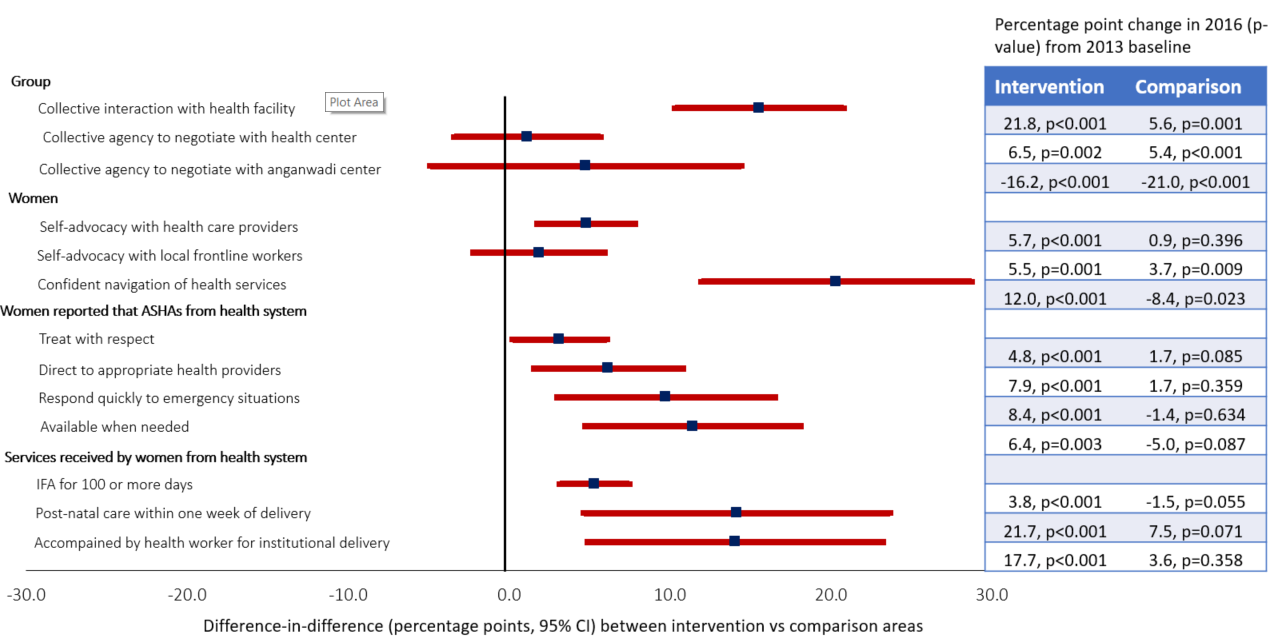 Percentage point change in 2016 (p-
value) from 2013 baseline
Intervention Comparison
Group
Collective interaction with health facility
Plot Area
21.8, p<0.001 5.6, p=0.001
Collective agency to negotiate with health center
6.5, p=0.002 5.4, p<0.001
Collective agency to negotiate with anganwadi center
-16.2, p<0.001 -21.0, p<0.001
Women
Self-advocacy with health care providers
5.7, p<0.001 0.9, p=0.396
Self-advocacy with local frontline workers
5.5, p=0.001 3.7, p=0.009
Confident navigation of health services
12.0, p<0.001 -8.4, p=0.023
Women reported that ASHAs from health system
Treat with respect
4.8, p<0.001 1.7, p=0.085
Direct to appropriate health providers
7.9, p<0.001 1.7, p=0.359
Respond quickly to emergency situations
8.4, p<0.001 -1.4, p=0.634
Available when needed
6.4, p=0.003 -5.0, p=0.087
Services received by women from health system
IFA for 100 or more days
3.8, p<0.001 -1.5, p=0.055
Post-natal care within one week of delivery
21.7, p<0.001 7.5, p=0.071
Accompained by health worker for institutional delivery
17.7, p<0.001 3.6, p=0.358
-30.0 -20.0 -10.0 0.0 10.0 20.0 30.0
Difference-in-difference (percentage points, 95% CI) between intervention vs comparison areas